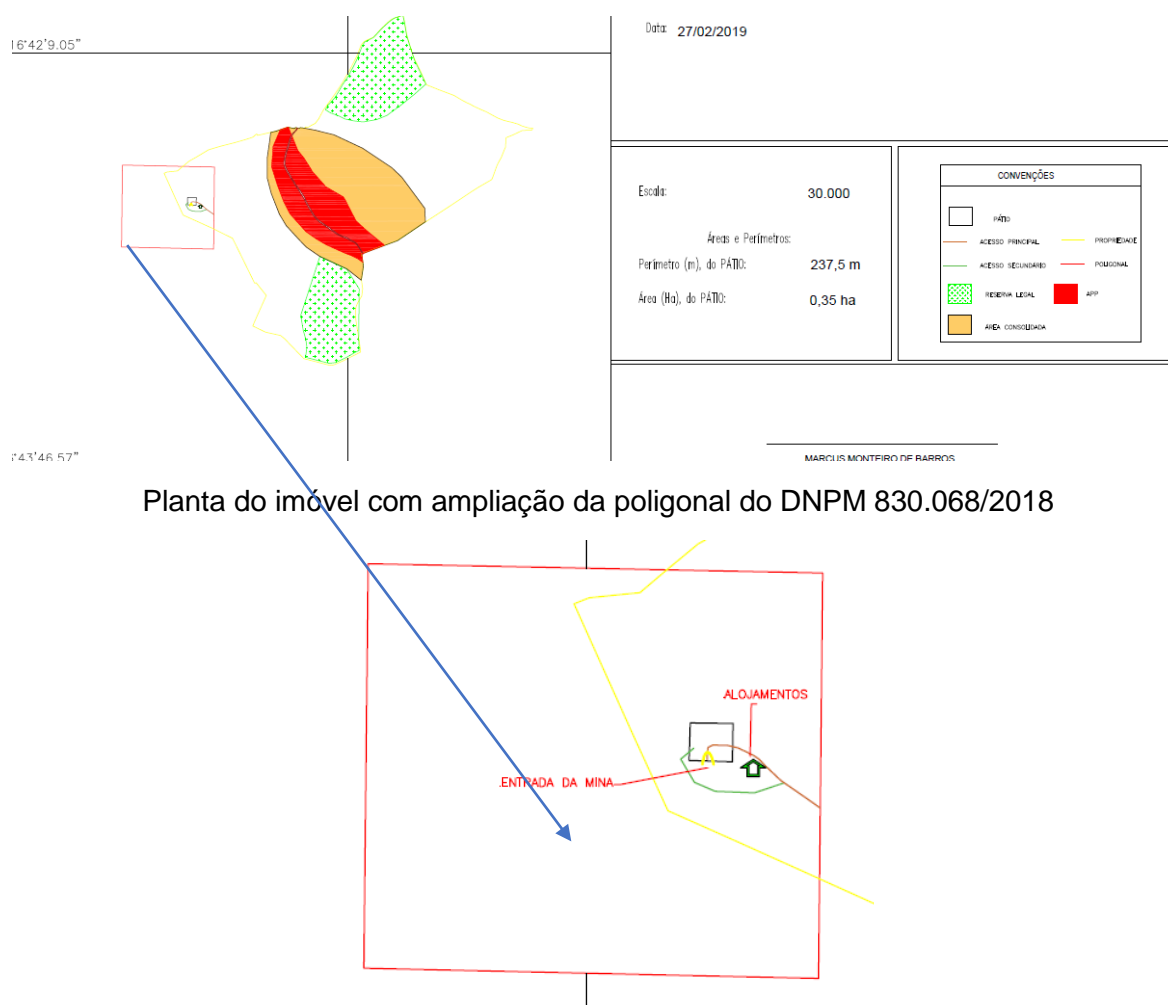 16°42'9.05"
Data: 27/02/2019
Escala: 30.000
Áreas e Perímetros:
Perímetro (m), do PÁTIO: 237,5 m
Área (Ha), do PÁTIO: 0,35 ha
CONVENÇÕES
PÁTIO
ACESSO PRINCIPAL PROPRIEDADE
ACESSO SECUNDÁRIO POLIGONAL
RESERVA LEGAL APP
ÁREA CONSOLIDADA
°43'46.57"
MARCUS MONTEIRO DE BARROS
Planta do imóvel com ampliação da poligonal do DNPM 830.068/2018
ALOJAMENTOS
ENTRADA DA MINA